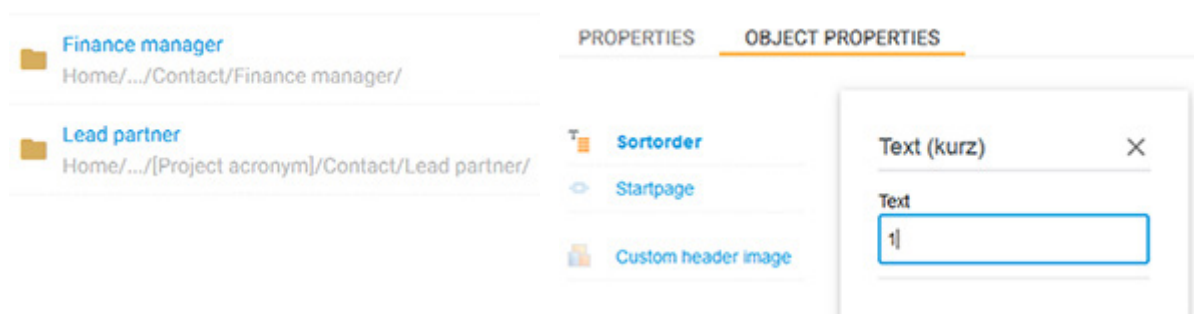 Finance manager
Home/.../Contact/Finance manager/
Lead partner
Home/.../[Project acronym]/Contact/Lead partner/
PROPERTIES OBJECT PROPERTIES
Sortorder
Startpage
Custom header image
Text (kurz)
Text
1